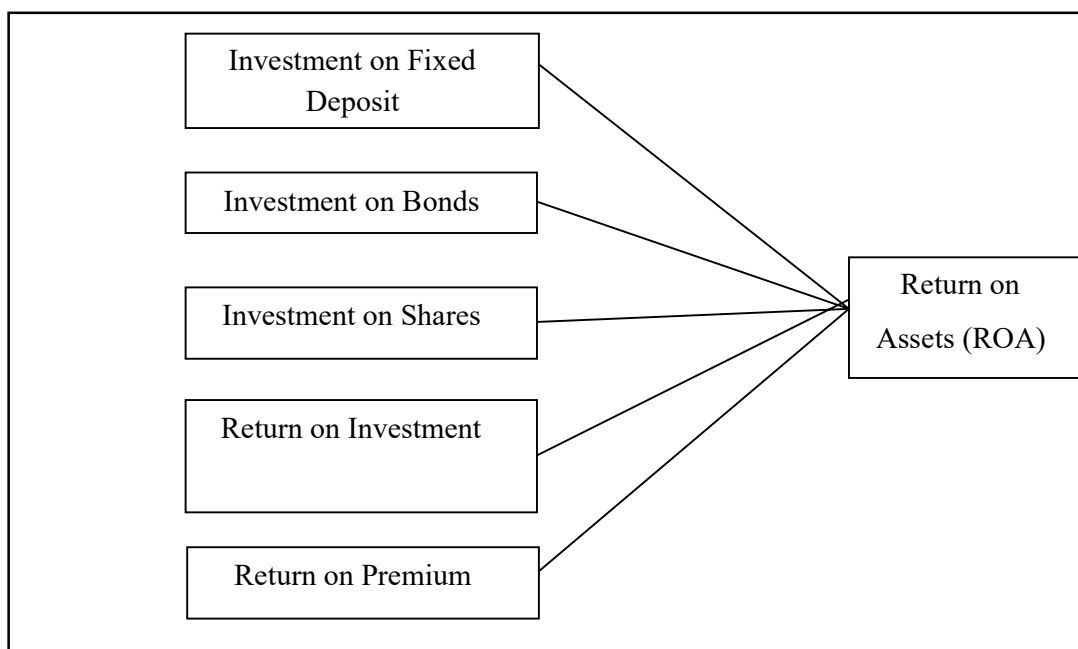 Investment on Fixed
Deposit
Investment on Bonds
Investment on Shares
Return on Investment
Return on Premium
Return on
Assets (ROA)